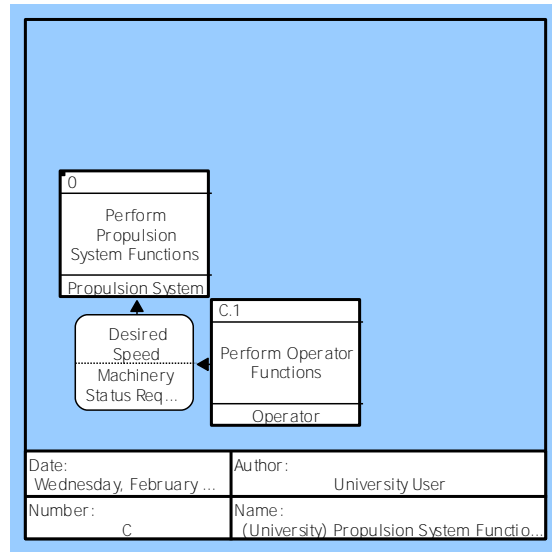 0
Perform
Propulsion
System Functions
Propulsion System
Desired
Speed
Machinery
Status Req...
C.1
Perform Operator
Functions
Operator
Date:
Wednesday, February ...
Author:
University User
Number:
C
Name:
(University) Propulsion System Functio...